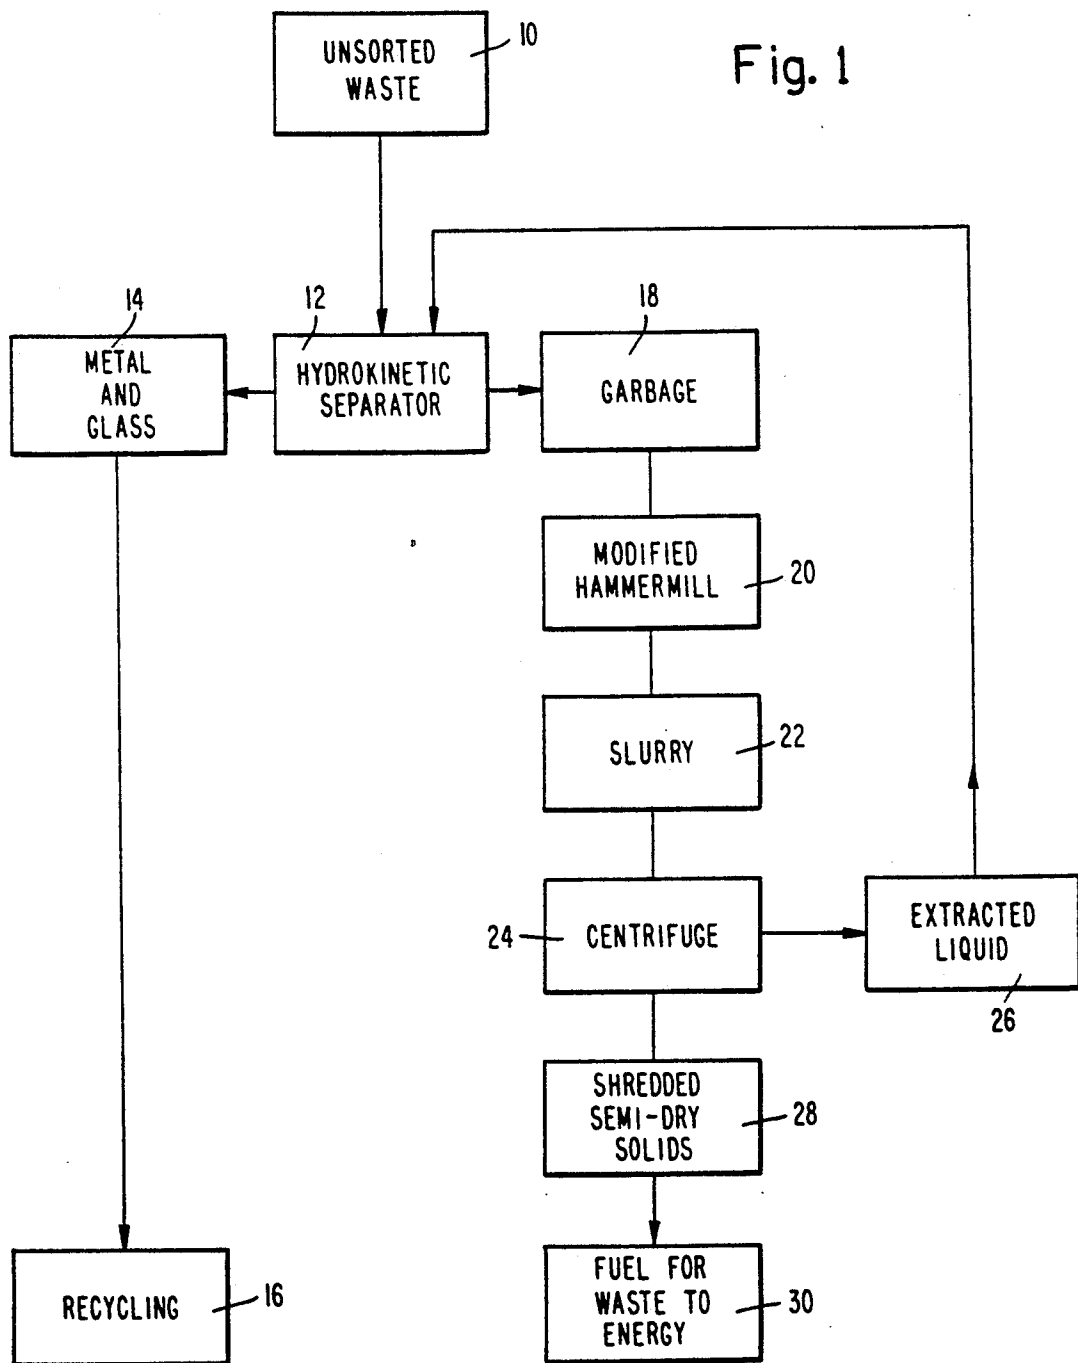 UNSORTED
WASTE
10
Fig. 1
14
METAL
AND
GLASS
12
HYDROKINETIC
SEPARATOR
18
GARBAGE
MODIFIED
HAMMERMILL
20
SLURRY
22
24
CENTRIFUGE
EXTRACTED
LIQUID
26
SHREDDED
SEMI-DRY
SOLIDS
28
RECYCLING
16
FUEL FOR
WASTE TO
ENERGY
30